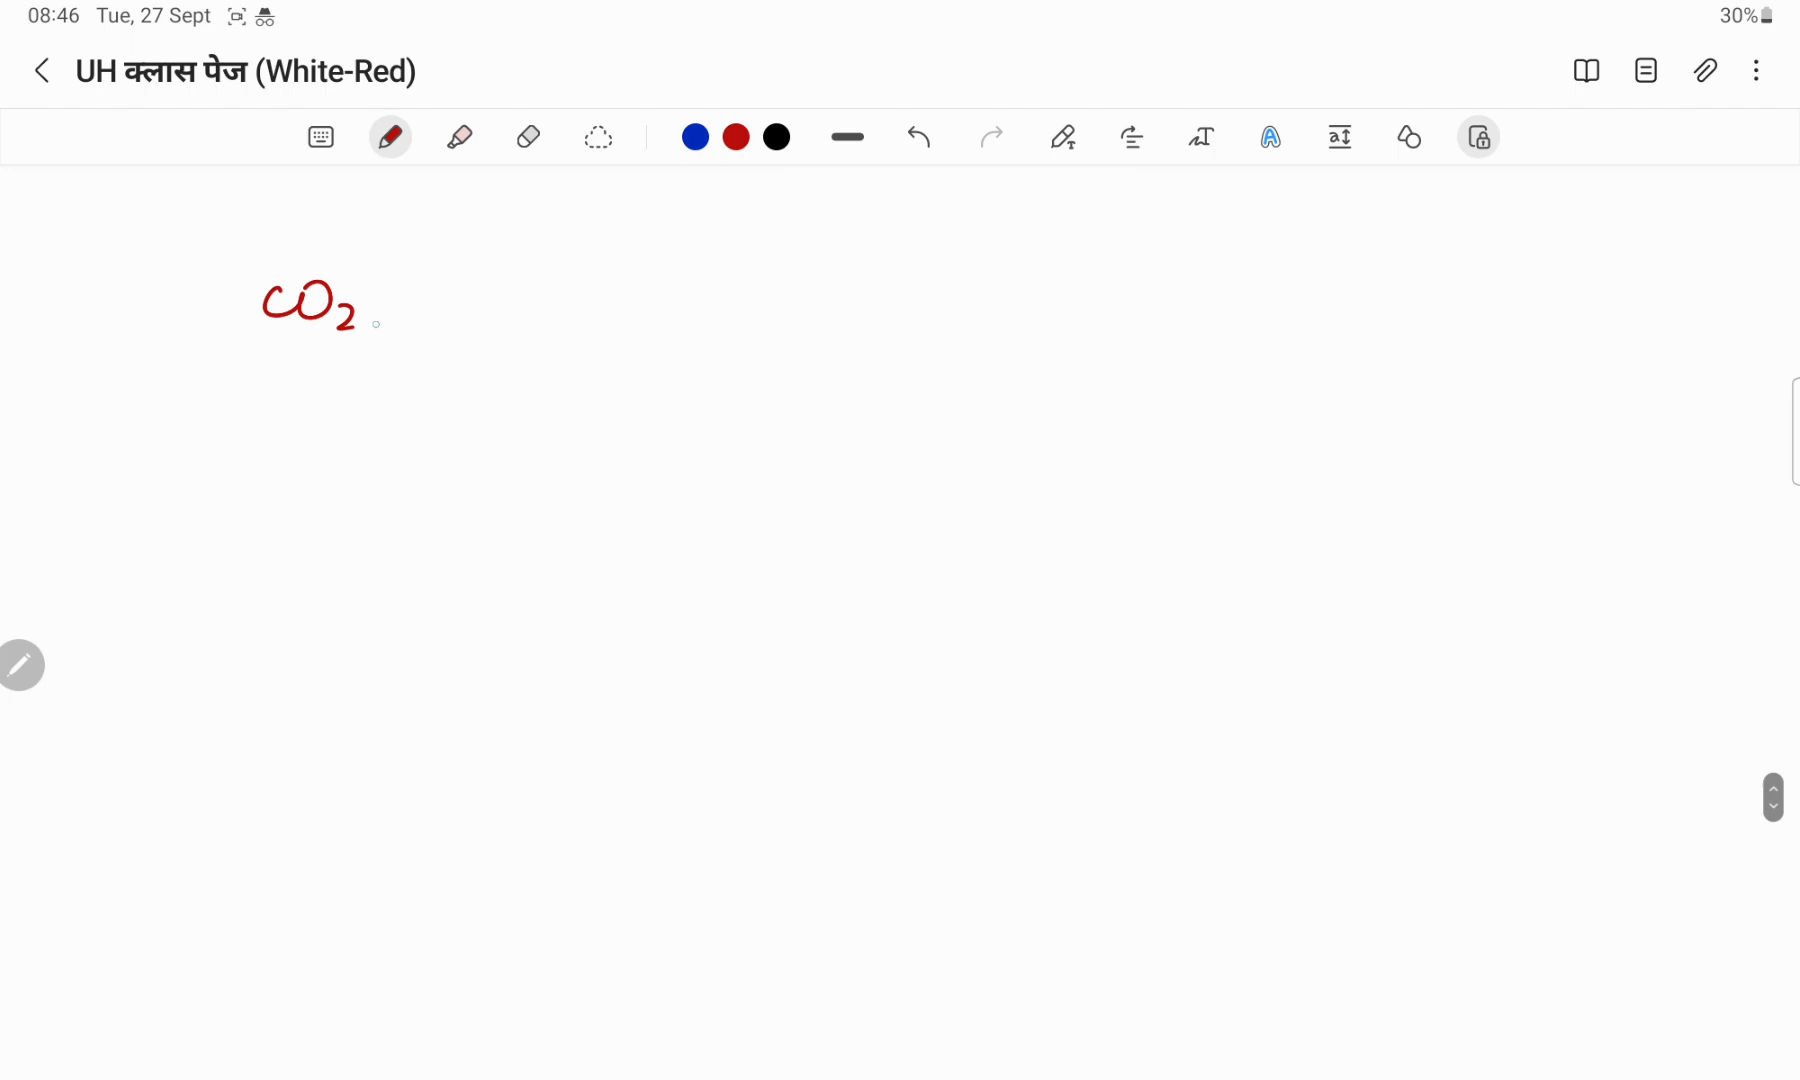 08:46 Tue, 27 Sept 30%
UH क्लास पेज (White-Red)
CO₂